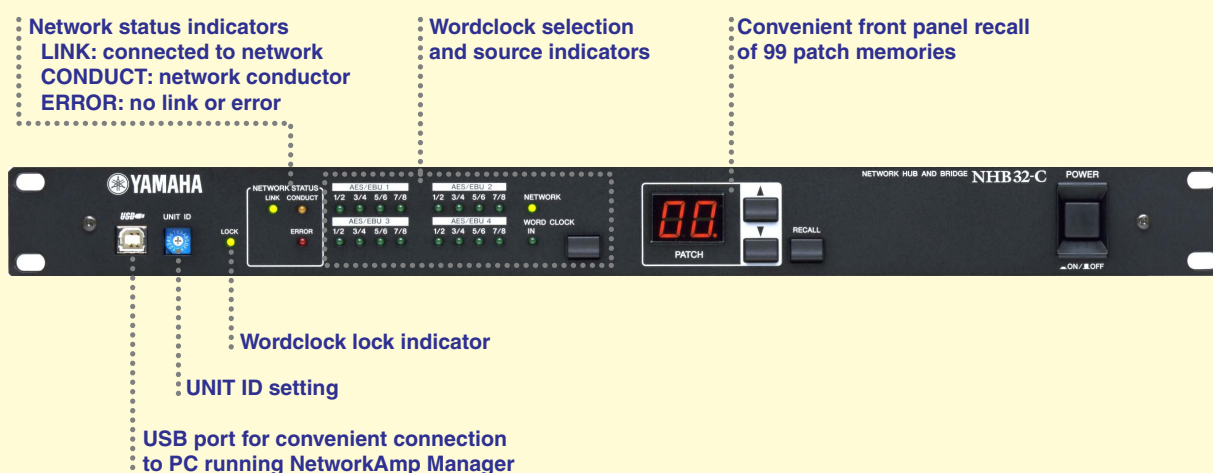 Network status indicators
LINK: connected to network
CONDUCT: network conductor
ERROR: no link or error
Wordclock selection
and source indicators
Convenient front panel recall
of 99 patch memories
YAMAHA
USB
UNIT ID
LOCK
NETWORK STATUS
LINK CONDUCT
ERROR
AES/EBU 1
1/2 3/4 5/6 7/8
AES/EBU 2
1/2 3/4 5/6 7/8
NETWORK
AES/EBU 3
1/2 3/4 5/6 7/8
AES/EBU 4
1/2 3/4 5/6 7/8
WORD CLOCK
IN
00.
PATCH
▲
▼
RECALL
NETWORK HUB AND BRIDGE NHB32-C
POWER
ON/ OFF
Wordclock lock indicator
UNIT ID setting
USB port for convenient connection
to PC running NetworkAmp Manager